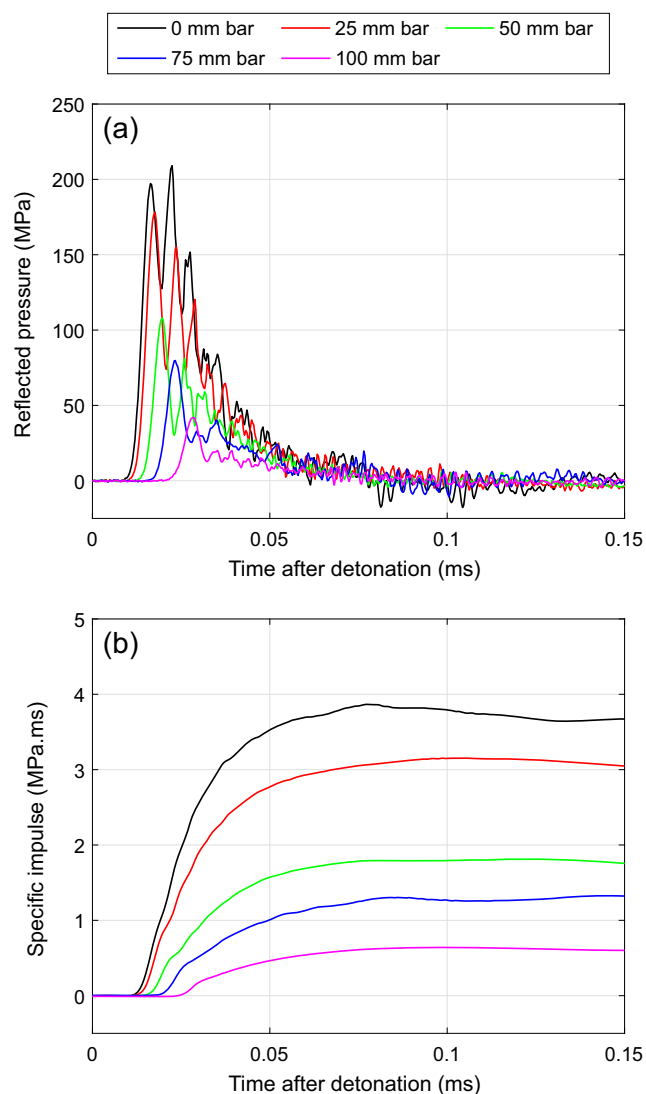 0 mm bar 25 mm bar 50 mm bar
75 mm bar 100 mm bar
(a)
250
200
150
100
50
0
Reflected pressure (MPa)
0 0.05 0.1 0.15
Time after detonation (ms)
(b)
5
4
3
2
1
0
Specific impulse (MPa.ms)
0 0.05 0.1 0.15
Time after detonation (ms)